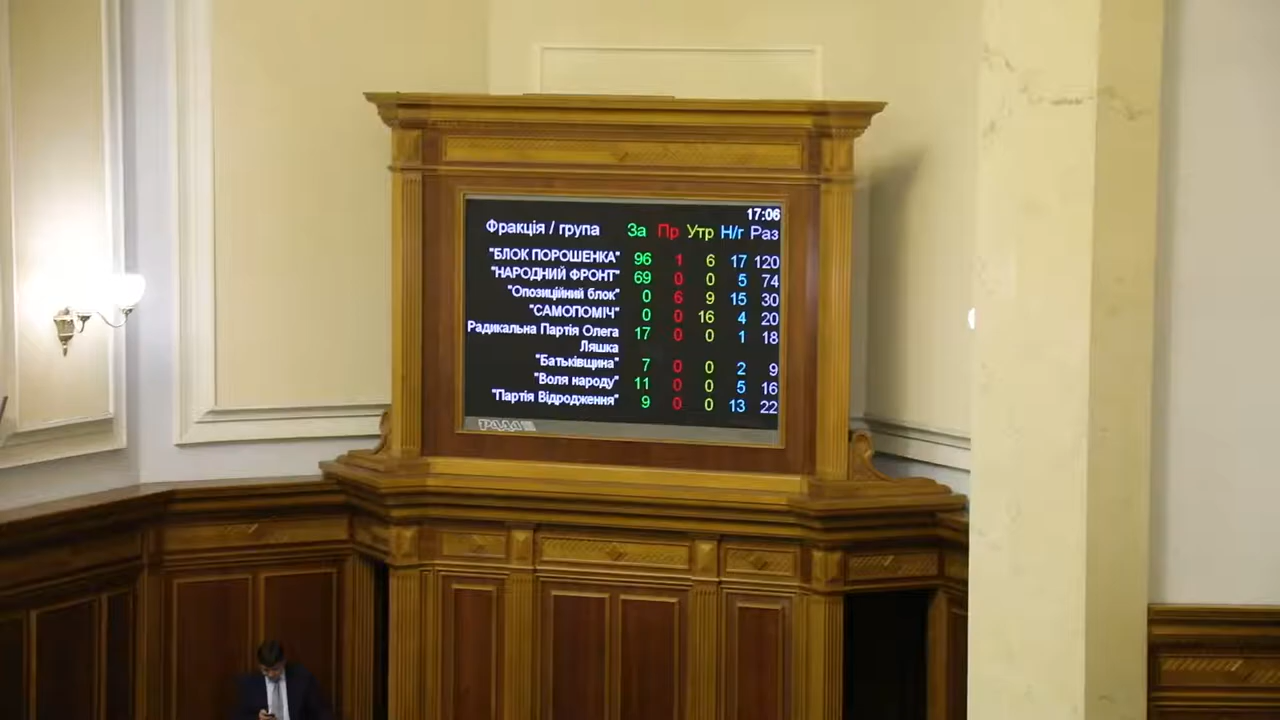 17:06
Фракція / група За Пр Утр Н/г Раз
"БЛОК ПОРОШЕНКА" 96 1 6 17 120
"НАРОДНИЙ ФРОНТ" 69 0 0 5 74
"Опозиційний блок" 0 6 9 15 30
"САМОПОМІЧ" 0 0 16 4 20
Радикальна Партія Олега 17 0 0 1 18
Ляшка
"Батьківщина" 7 0 0 2 9
"Воля народу" 11 0 0 5 16
"Партія Відродження" 9 0 0 13 22
РАДА